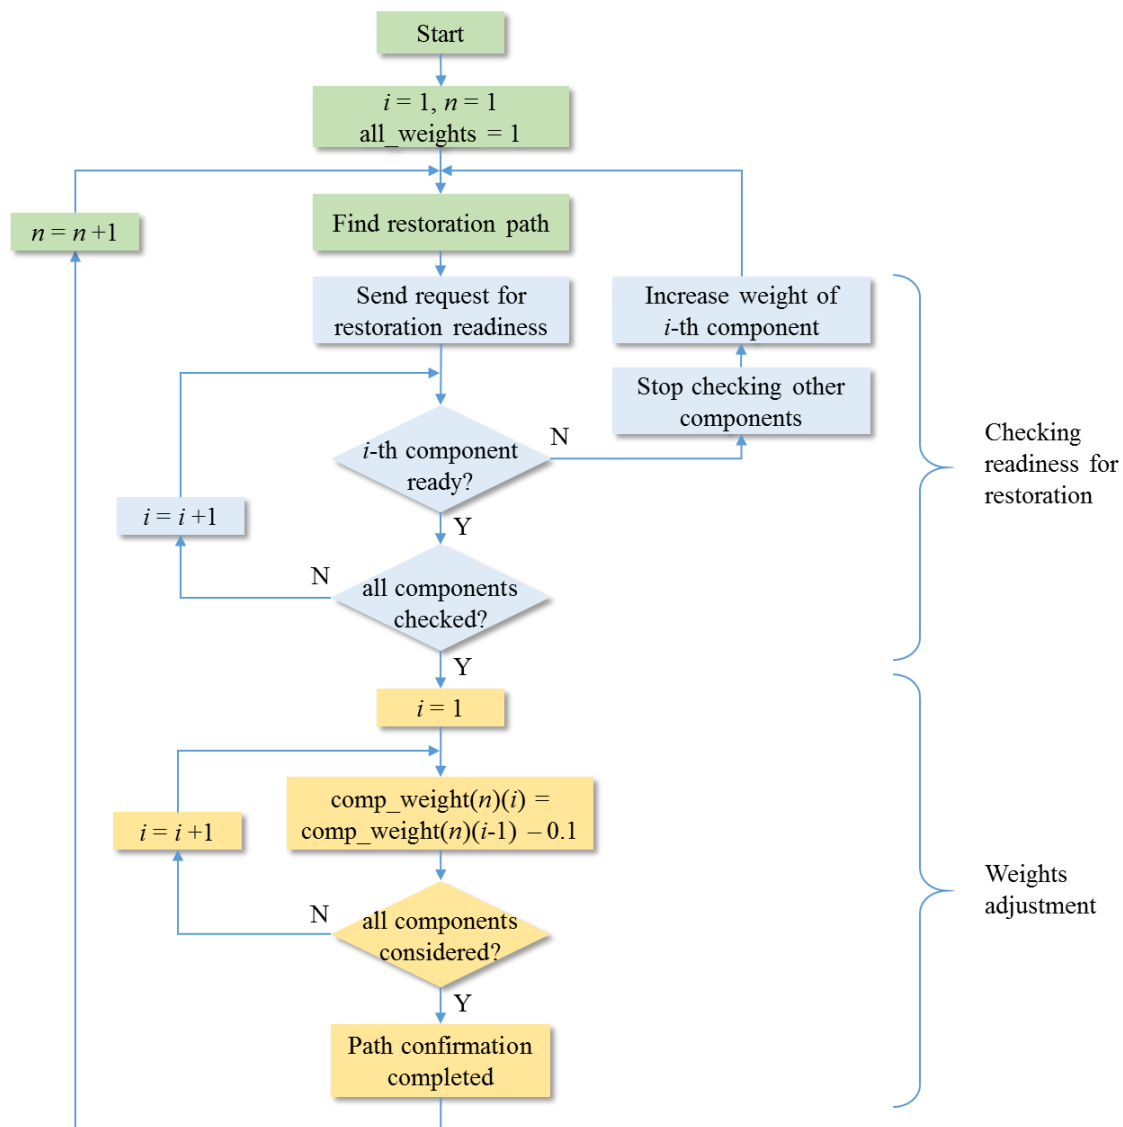 Start
i = 1, n = 1
all_weights = 1
n = n +1
Find restoration path
Send request for
restoration readiness
Increase weight of
i-th component
Stop checking other
components
i-th component
ready?
N
Y
i = i +1
all components
checked?
N
Y
Checking
readiness for
restoration
i = 1
comp_weight(n)(i) =
comp_weight(n)(i-1) – 0.1
i = i +1
all components
considered?
N
Y
Path confirmation
completed
Weights
adjustment